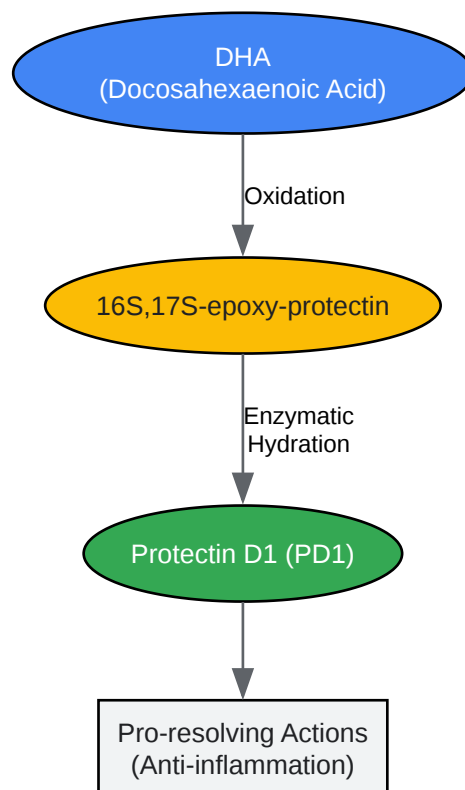 DHA
(Docosahexaenoic Acid)
Oxidation
16S,17S-epoxy-protectin
Enzymatic
Hydration
Protectin D1 (PD1)
Pro-resolving Actions
(Anti-inflammation)